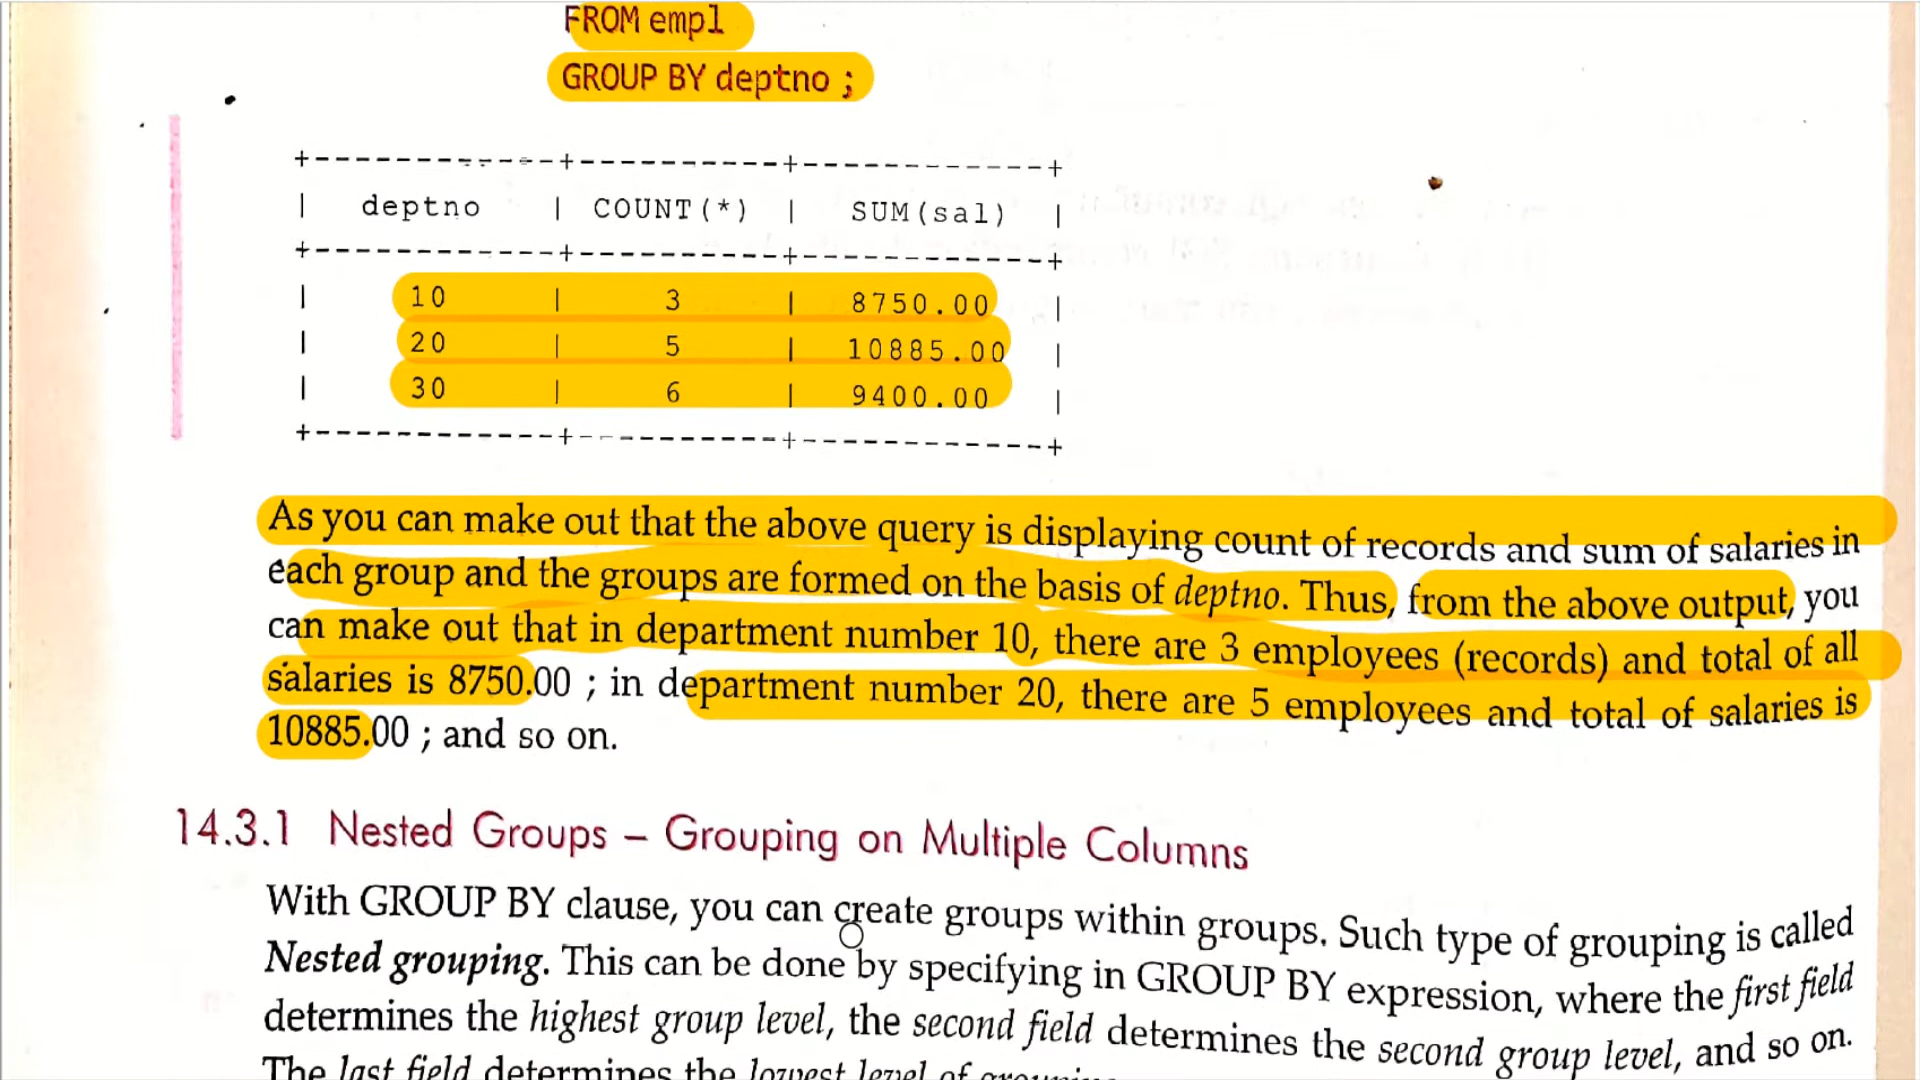 FROM empl
GROUP BY deptno ;
+------------+----------+------------+
| deptno | COUNT(*) | SUM(sal) |
+------------+----------+------------+
| 10 | 3 | 8750.00 |
| 20 | 5 | 10885.00 |
| 30 | 6 | 9400.00 |
+------------+----------+------------+
As you can make out that the above query is displaying count of records and sum of salaries in
each group and the groups are formed on the basis of deptno. Thus, from the above output, you
can make out that in department number 10, there are 3 employees (records) and total of all
salaries is 8750.00 ; in department number 20, there are 5 employees and total of salaries is
10885.00 ; and so on.
14.3.1 Nested Groups – Grouping on Multiple Columns
With GROUP BY clause, you can create groups within groups. Such type of grouping is called
Nested grouping. This can be done by specifying in GROUP BY expression, where the first field
determines the highest group level, the second field determines the second group level, and so on.
The last field determines the lowest level of